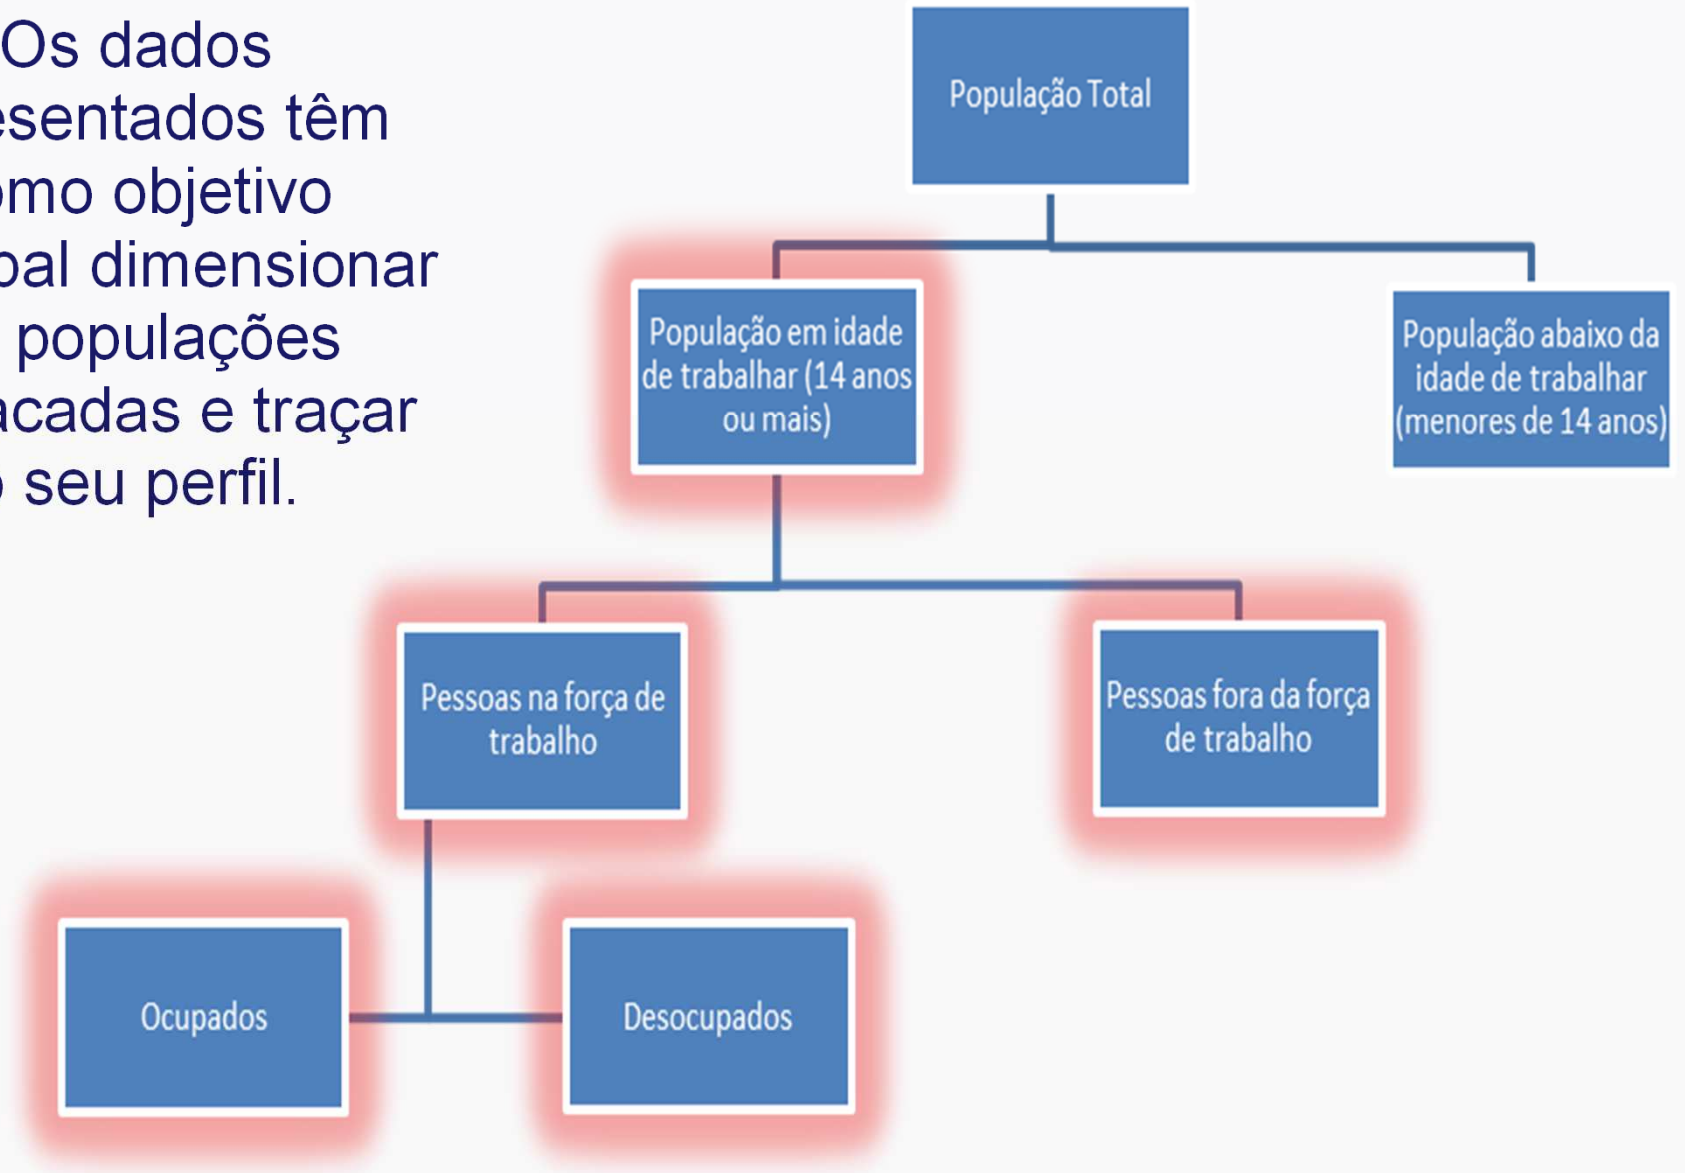 Os dados
esentados têm
omo objetivo
pal dimensionar
populações
acadas e traçar
o seu perfil.
População Total
População em idade
de trabalhar (14 anos
ou mais)
População abaixo da
idade de trabalhar
(menores de 14 anos)
Pessoas na força de
trabalho
Pessoas fora da força
de trabalho
Ocupados
Desocupados